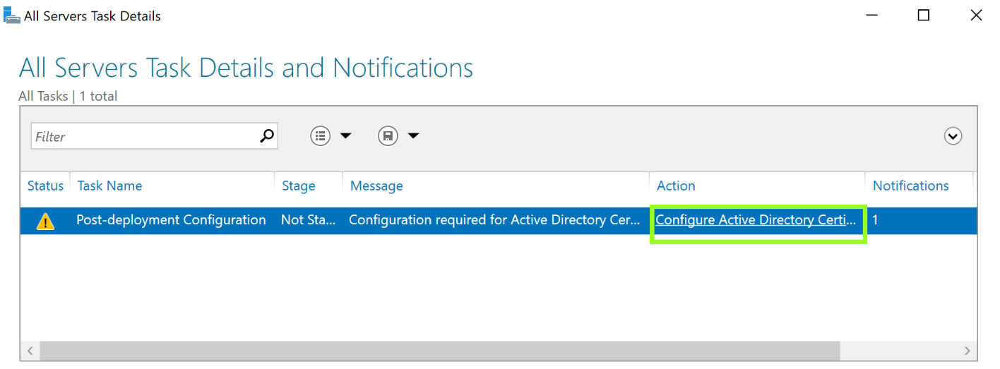 All Servers Task Details
All Servers Task Details and Notifications
All Tasks | 1 total
Filter
Status Task Name Stage Message Action Notifications
Post-deployment Configuration Not Sta... Configuration required for Active Directory Cer... Configure Active Directory Certi... 1